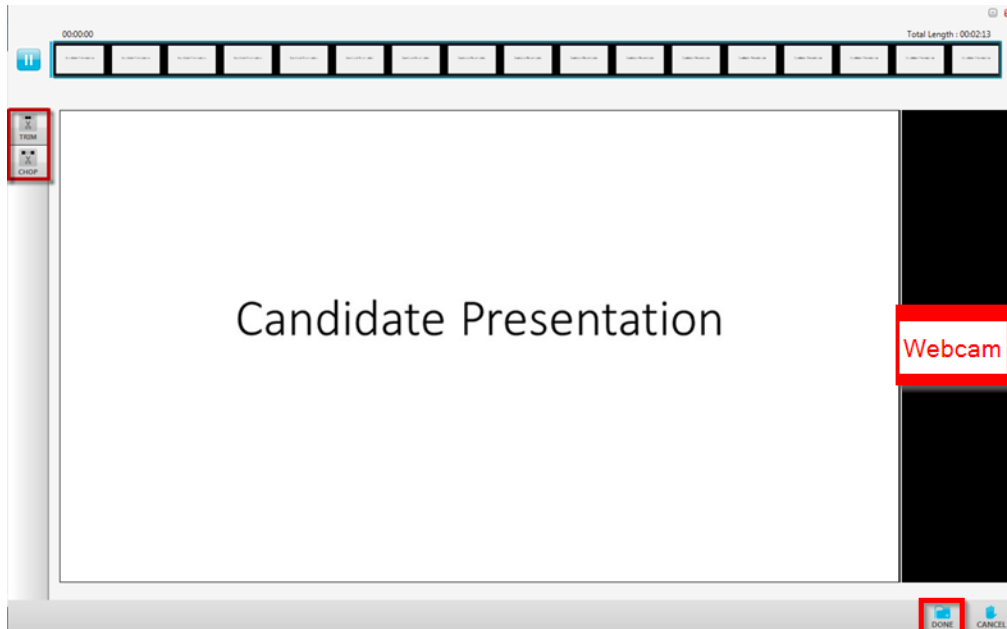 00:00:00
Total Length : 00:02:13
TRIM
CHOP
Candidate Presentation
Webcam
DONE
CANCEL